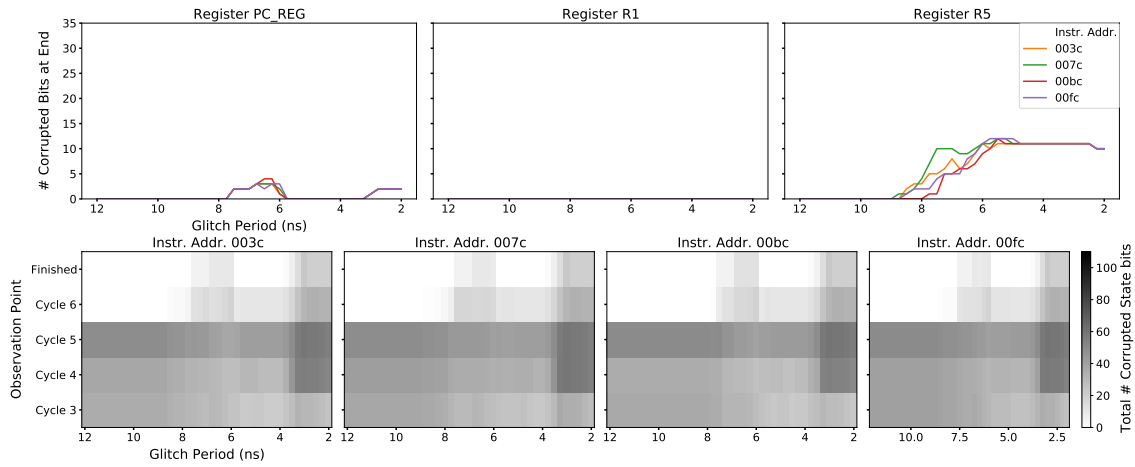 Register PC_REG
Register R1
Register R5
# Corrupted Bits at End
35
30
25
20
15
10
5
0
12 10 8 6 4 2
12 10 8 6 4 2
12 10 8 6 4 2
Glitch Period (ns)
Instr. Addr.
003c
007c
00bc
00fc
Instr. Addr. 003c
Instr. Addr. 007c
Instr. Addr. 00bc
Instr. Addr. 00fc
Observation Point
Finished
Cycle 6
Cycle 5
Cycle 4
Cycle 3
12 10 8 6 4 2
12 10 8 6 4 2
12 10 8 6 4 2
10.0 7.5 5.0 2.5
Glitch Period (ns)
100
80
60
40
20
0
Total # Corrupted State bits